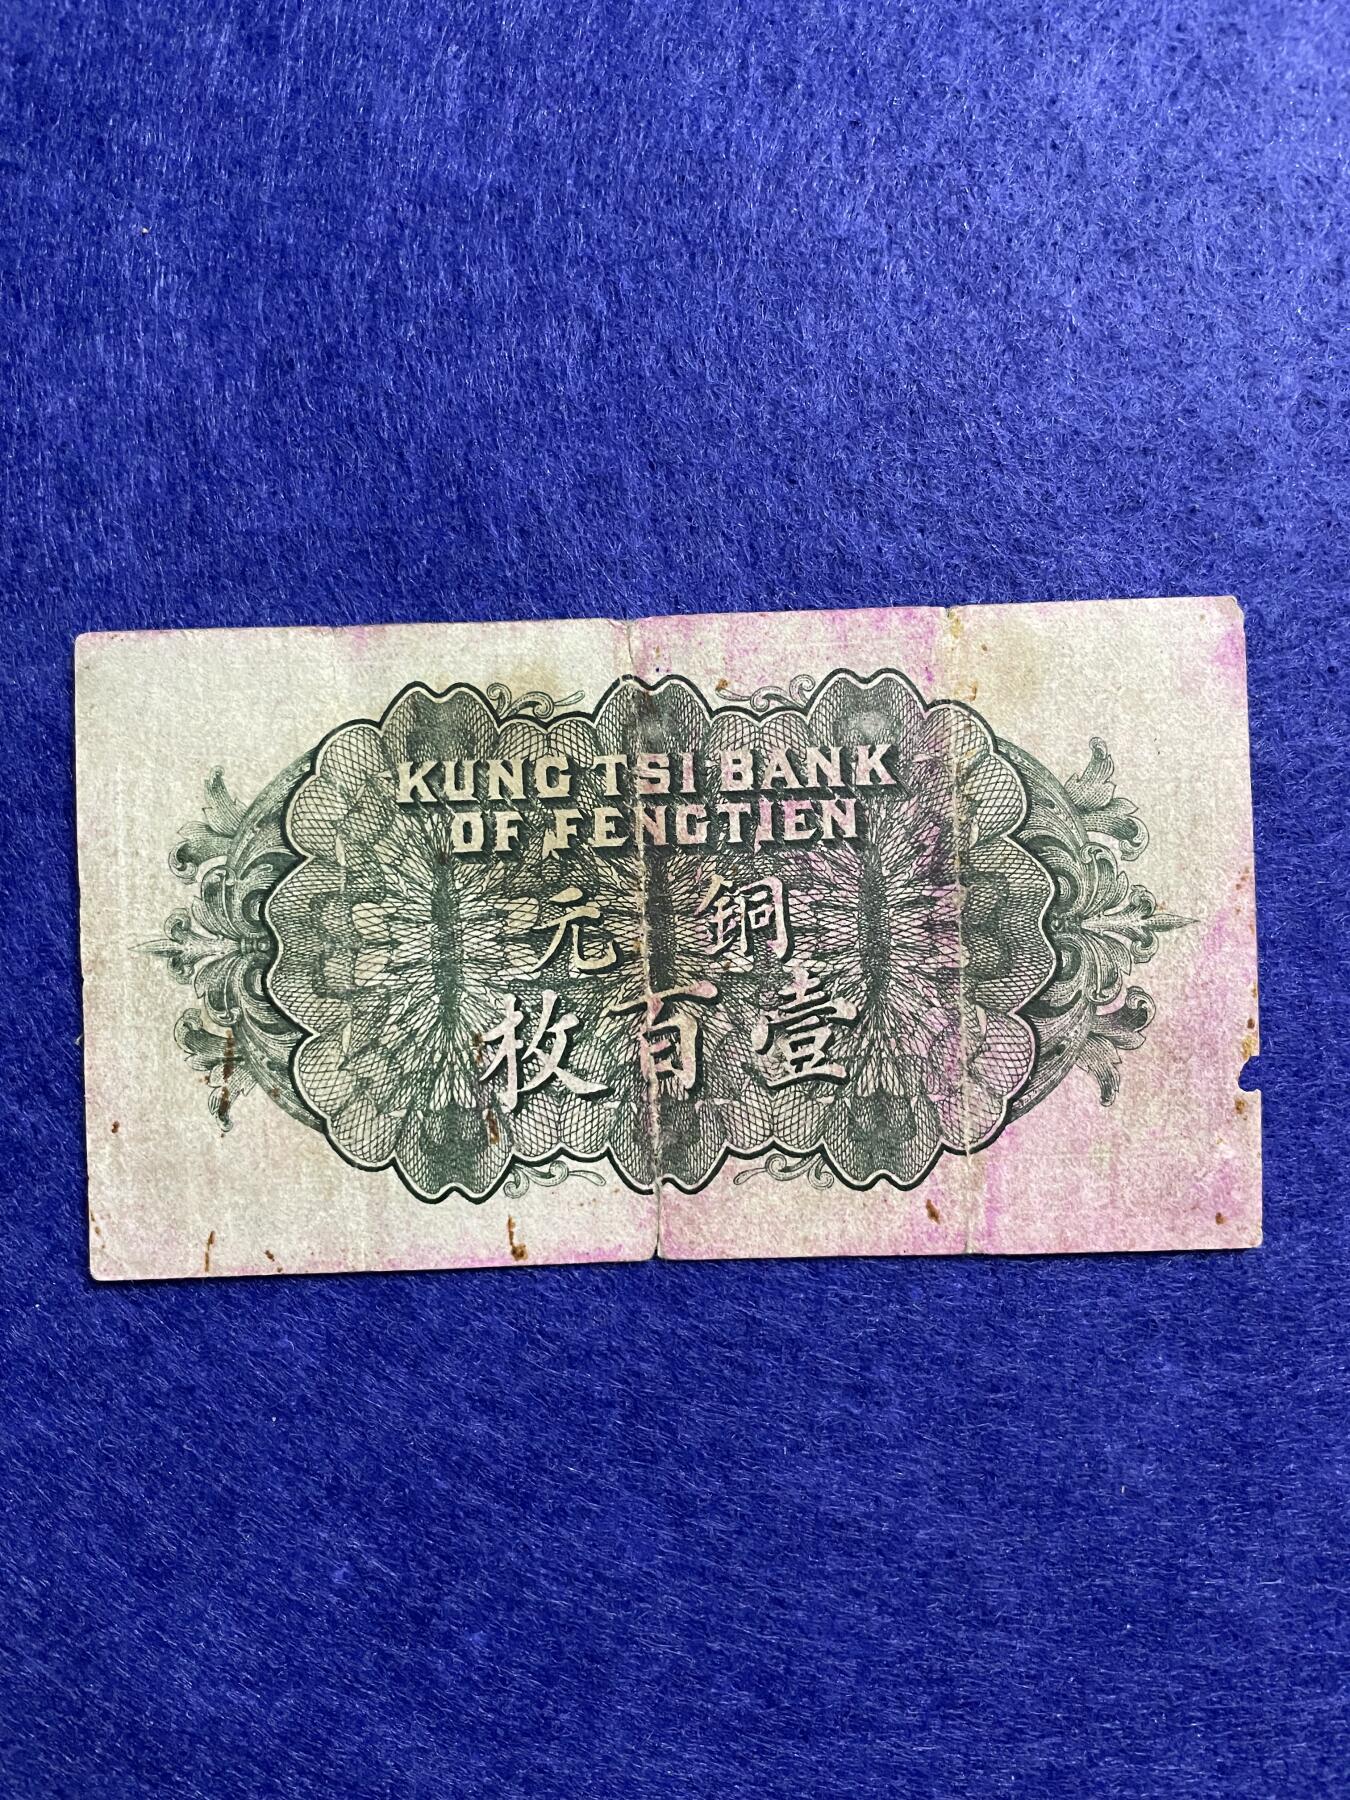 KUNG TSI BANK
OF FENGTIEN
銅元
壹百枚